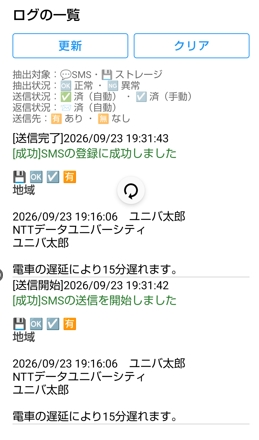 ログの一覧
更新 クリア
抽出対象：💬SMS・💾ストレージ
抽出状況：🆗 正常・🆖 異常
送信状況：✅ 済（自動）・☑️ 済（手動）
返信状況：✉️ 済（自動）
送信先：🈶 あり・🈚 なし
[送信完了]2026/09/23 19:31:43
[成功]SMSの登録に成功しました
💾 🆗 ☑️ 🈶
地域
2026/09/23 19:16:06 ユニバ太郎
NTTデータユニバーシティ
ユニバ太郎
電車の遅延により15分遅れます。
[送信開始]2026/09/23 19:31:42
[成功]SMSの送信を開始しました
💾 🆗 ☑️ 🈶
地域
2026/09/23 19:16:06 ユニバ太郎
NTTデータユニバーシティ
ユニバ太郎
電車の遅延により15分遅れます。